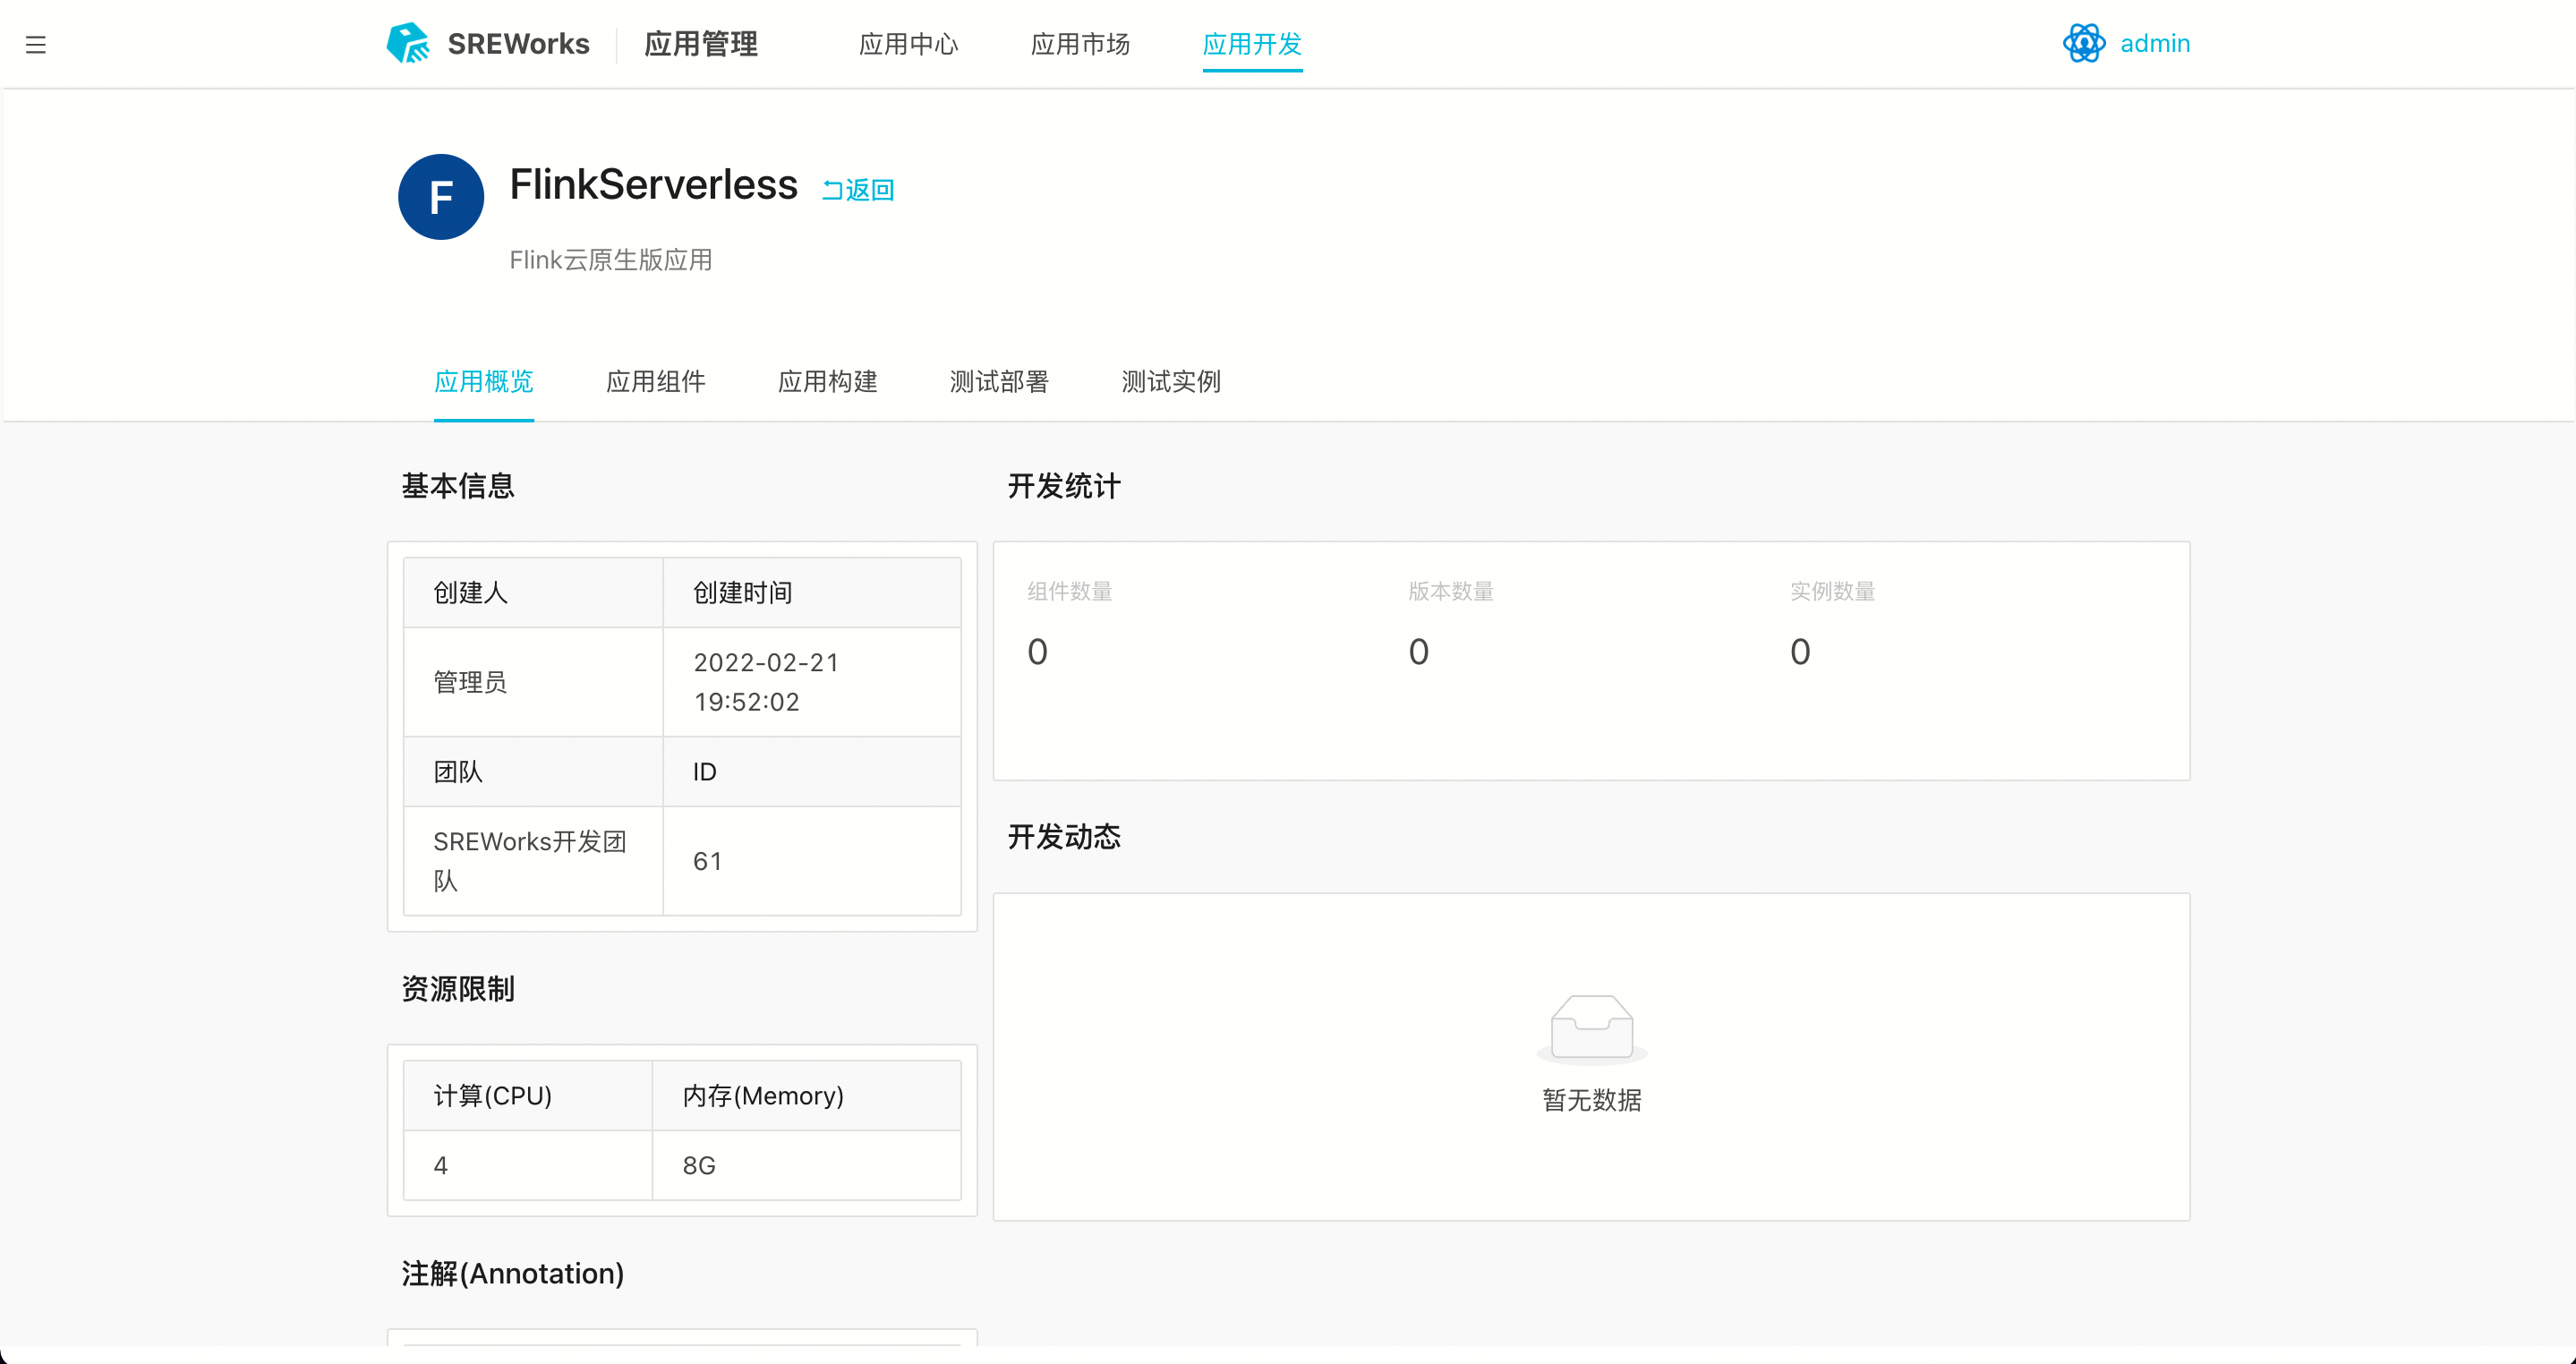 SREWorks
应用管理
应用中心
应用市场
应用开发
admin
F
FlinkServerless
返回
Flink云原生版应用
应用概览
应用组件
应用构建
测试部署
测试实例
基本信息
创建人
创建时间
管理员
2022-02-21
19:52:02
团队
ID
SREWorks开发团
队
61
资源限制
计算(CPU)
内存(Memory)
4
8G
注解(Annotation)
开发统计
组件数量
版本数量
实例数量
0
0
0
开发动态
暂无数据